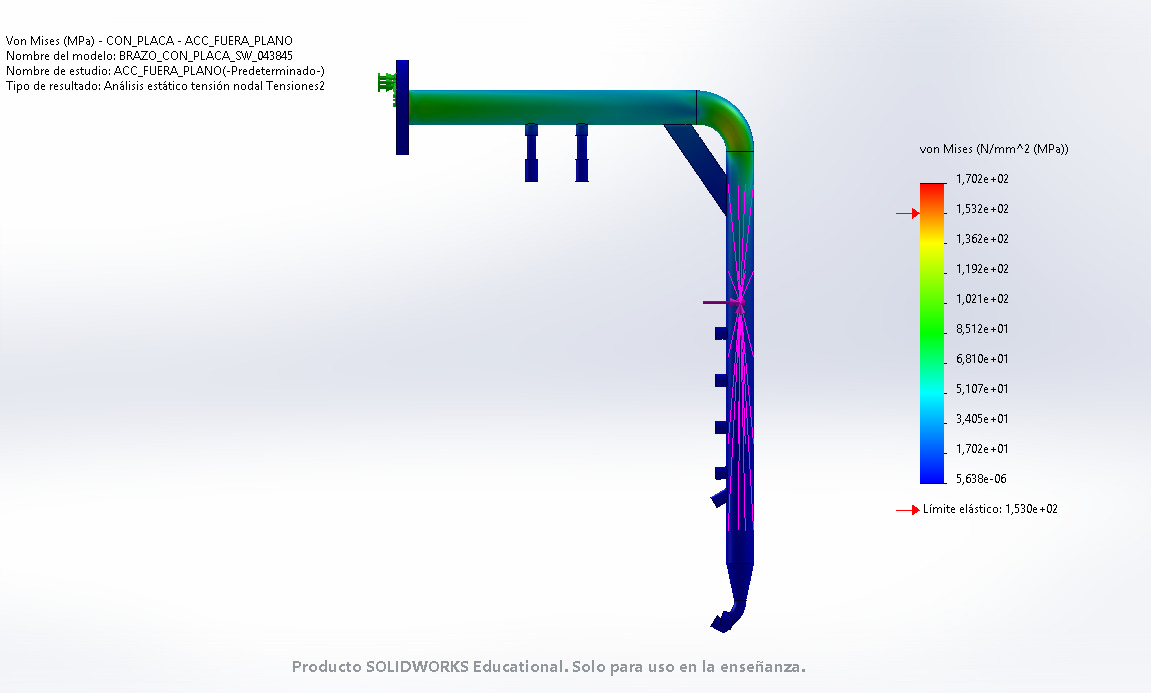 Von Mises (MPa) - CON_PLACA - ACC_FUERA_PLANO
Nombre del modelo: BRAZO_CON_PLACA_SW_043845
Nombre de estudio: ACC_FUERA_PLANO(-Predeterminado-)
Tipo de resultado: Análisis estático tensión nodal Tensiones2
von Mises (N/mm^2 (MPa))
1,702e+02
1,532e+02
1,362e+02
1,192e+02
1,021e+02
8,512e+01
6,810e+01
5,107e+01
3,405e+01
1,702e+01
5,638e-06
Límite elástico: 1,530e+02
Producto SOLIDWORKS Educational. Solo para uso en la enseñanza.